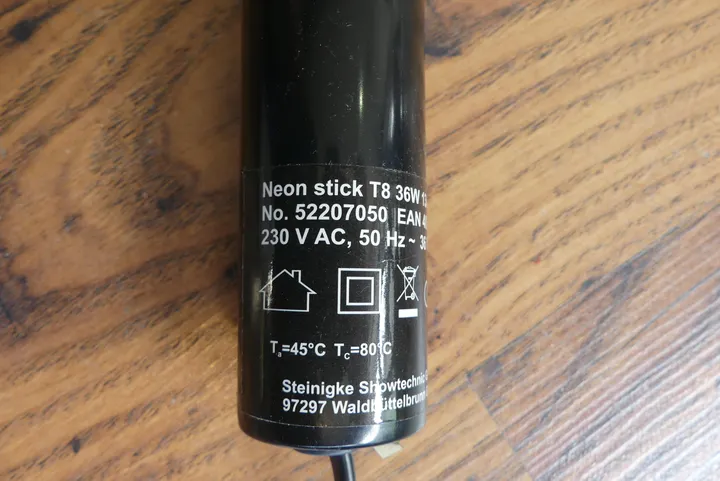 Neon stick T8 36W
No. 52207050 EAN
230 V AC, 50 Hz ~
Ta=45°C Tc=80°C
Steinigke Showtechnic
97297 Waldbüttelbrunn